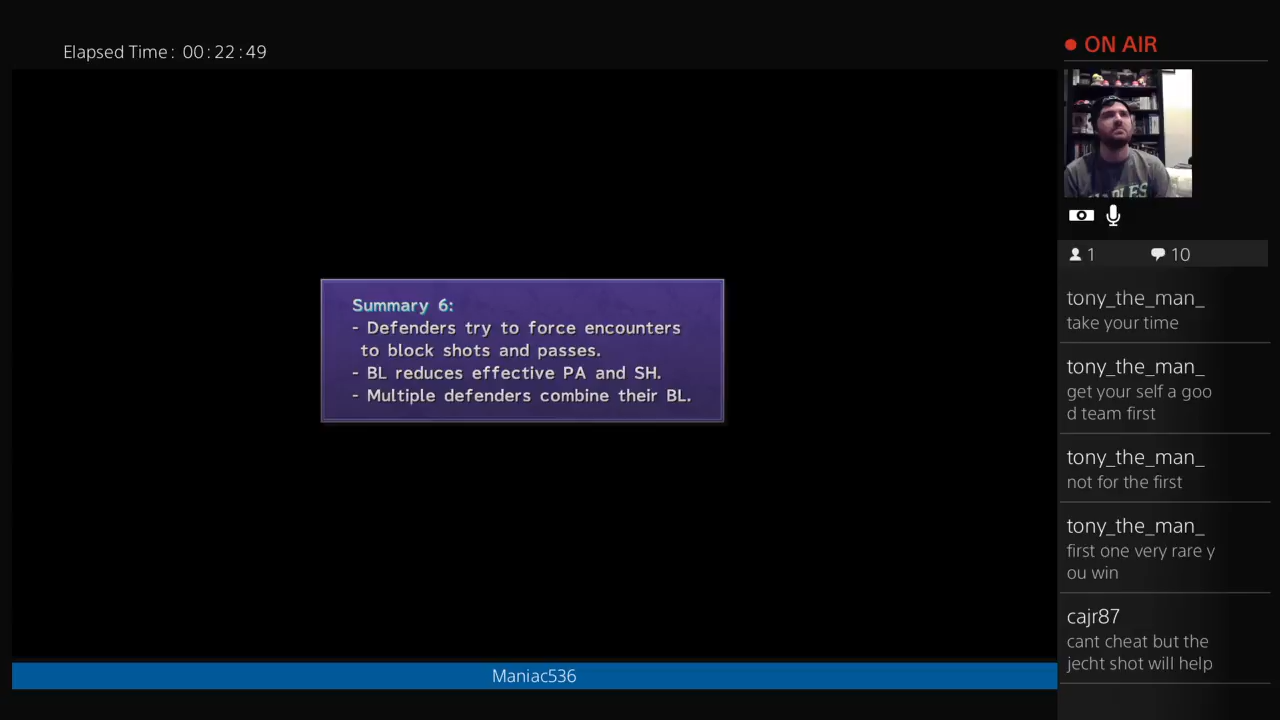 Elapsed Time: 00:22:49
ON AIR
1 10
Summary 6:
- Defenders try to force encounters
to block shots and passes.
- BL reduces effective PA and SH.
- Multiple defenders combine their BL.
tony_the_man_
take your time
tony_the_man_
get your self a goo
d team first
tony_the_man_
not for the first
tony_the_man_
first one very rare y
ou win
cajr87
cant cheat but the
jecht shot will help
Maniac536